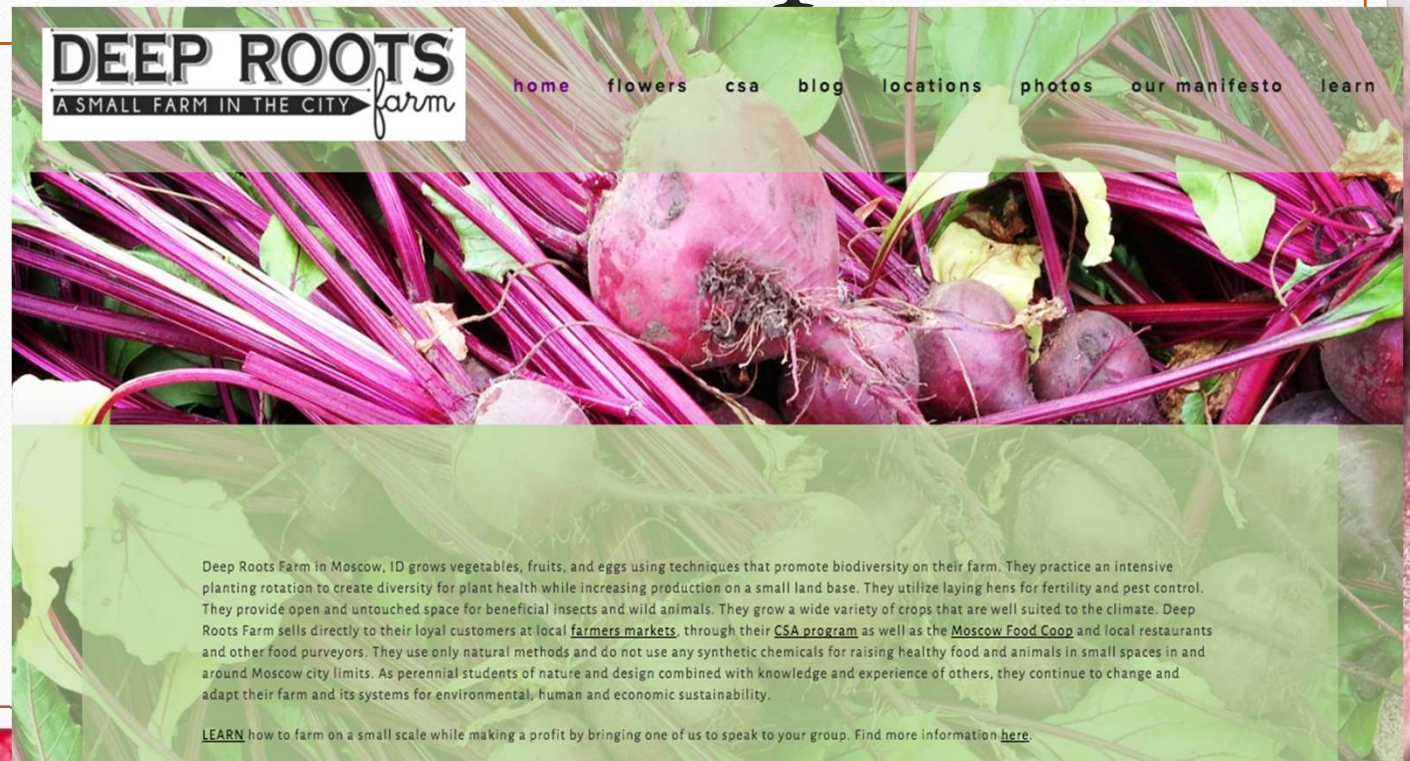 DEEP ROOTS
A SMALL FARM IN THE CITY farm
home flowers csa blog locations photos our manifesto learn
Deep Roots Farm in Moscow, ID grows vegetables, fruits, and eggs using techniques that promote biodiversity on their farm. They practice an intensive
planting rotation to create diversity for plant health while increasing production on a small land base. They utilize laying hens for fertility and pest control.
They provide open and untouched space for beneficial insects and wild animals. They grow a wide variety of crops that are well suited to the climate. Deep
Roots Farm sells directly to their loyal customers at local farmers markets, through their CSA program as well as the Moscow Food Coop and local restaurants
and other food purveyors. They use only natural methods and do not use any synthetic chemicals for raising healthy food and animals in small spaces in and
around Moscow city limits. As perennial students of nature and design combined with knowledge and experience of others, they continue to change and
adapt their farm and its systems for environmental, human and economic sustainability.
LEARN how to farm on a small scale while making a profit by bringing one of us to speak to your group. Find more information here.